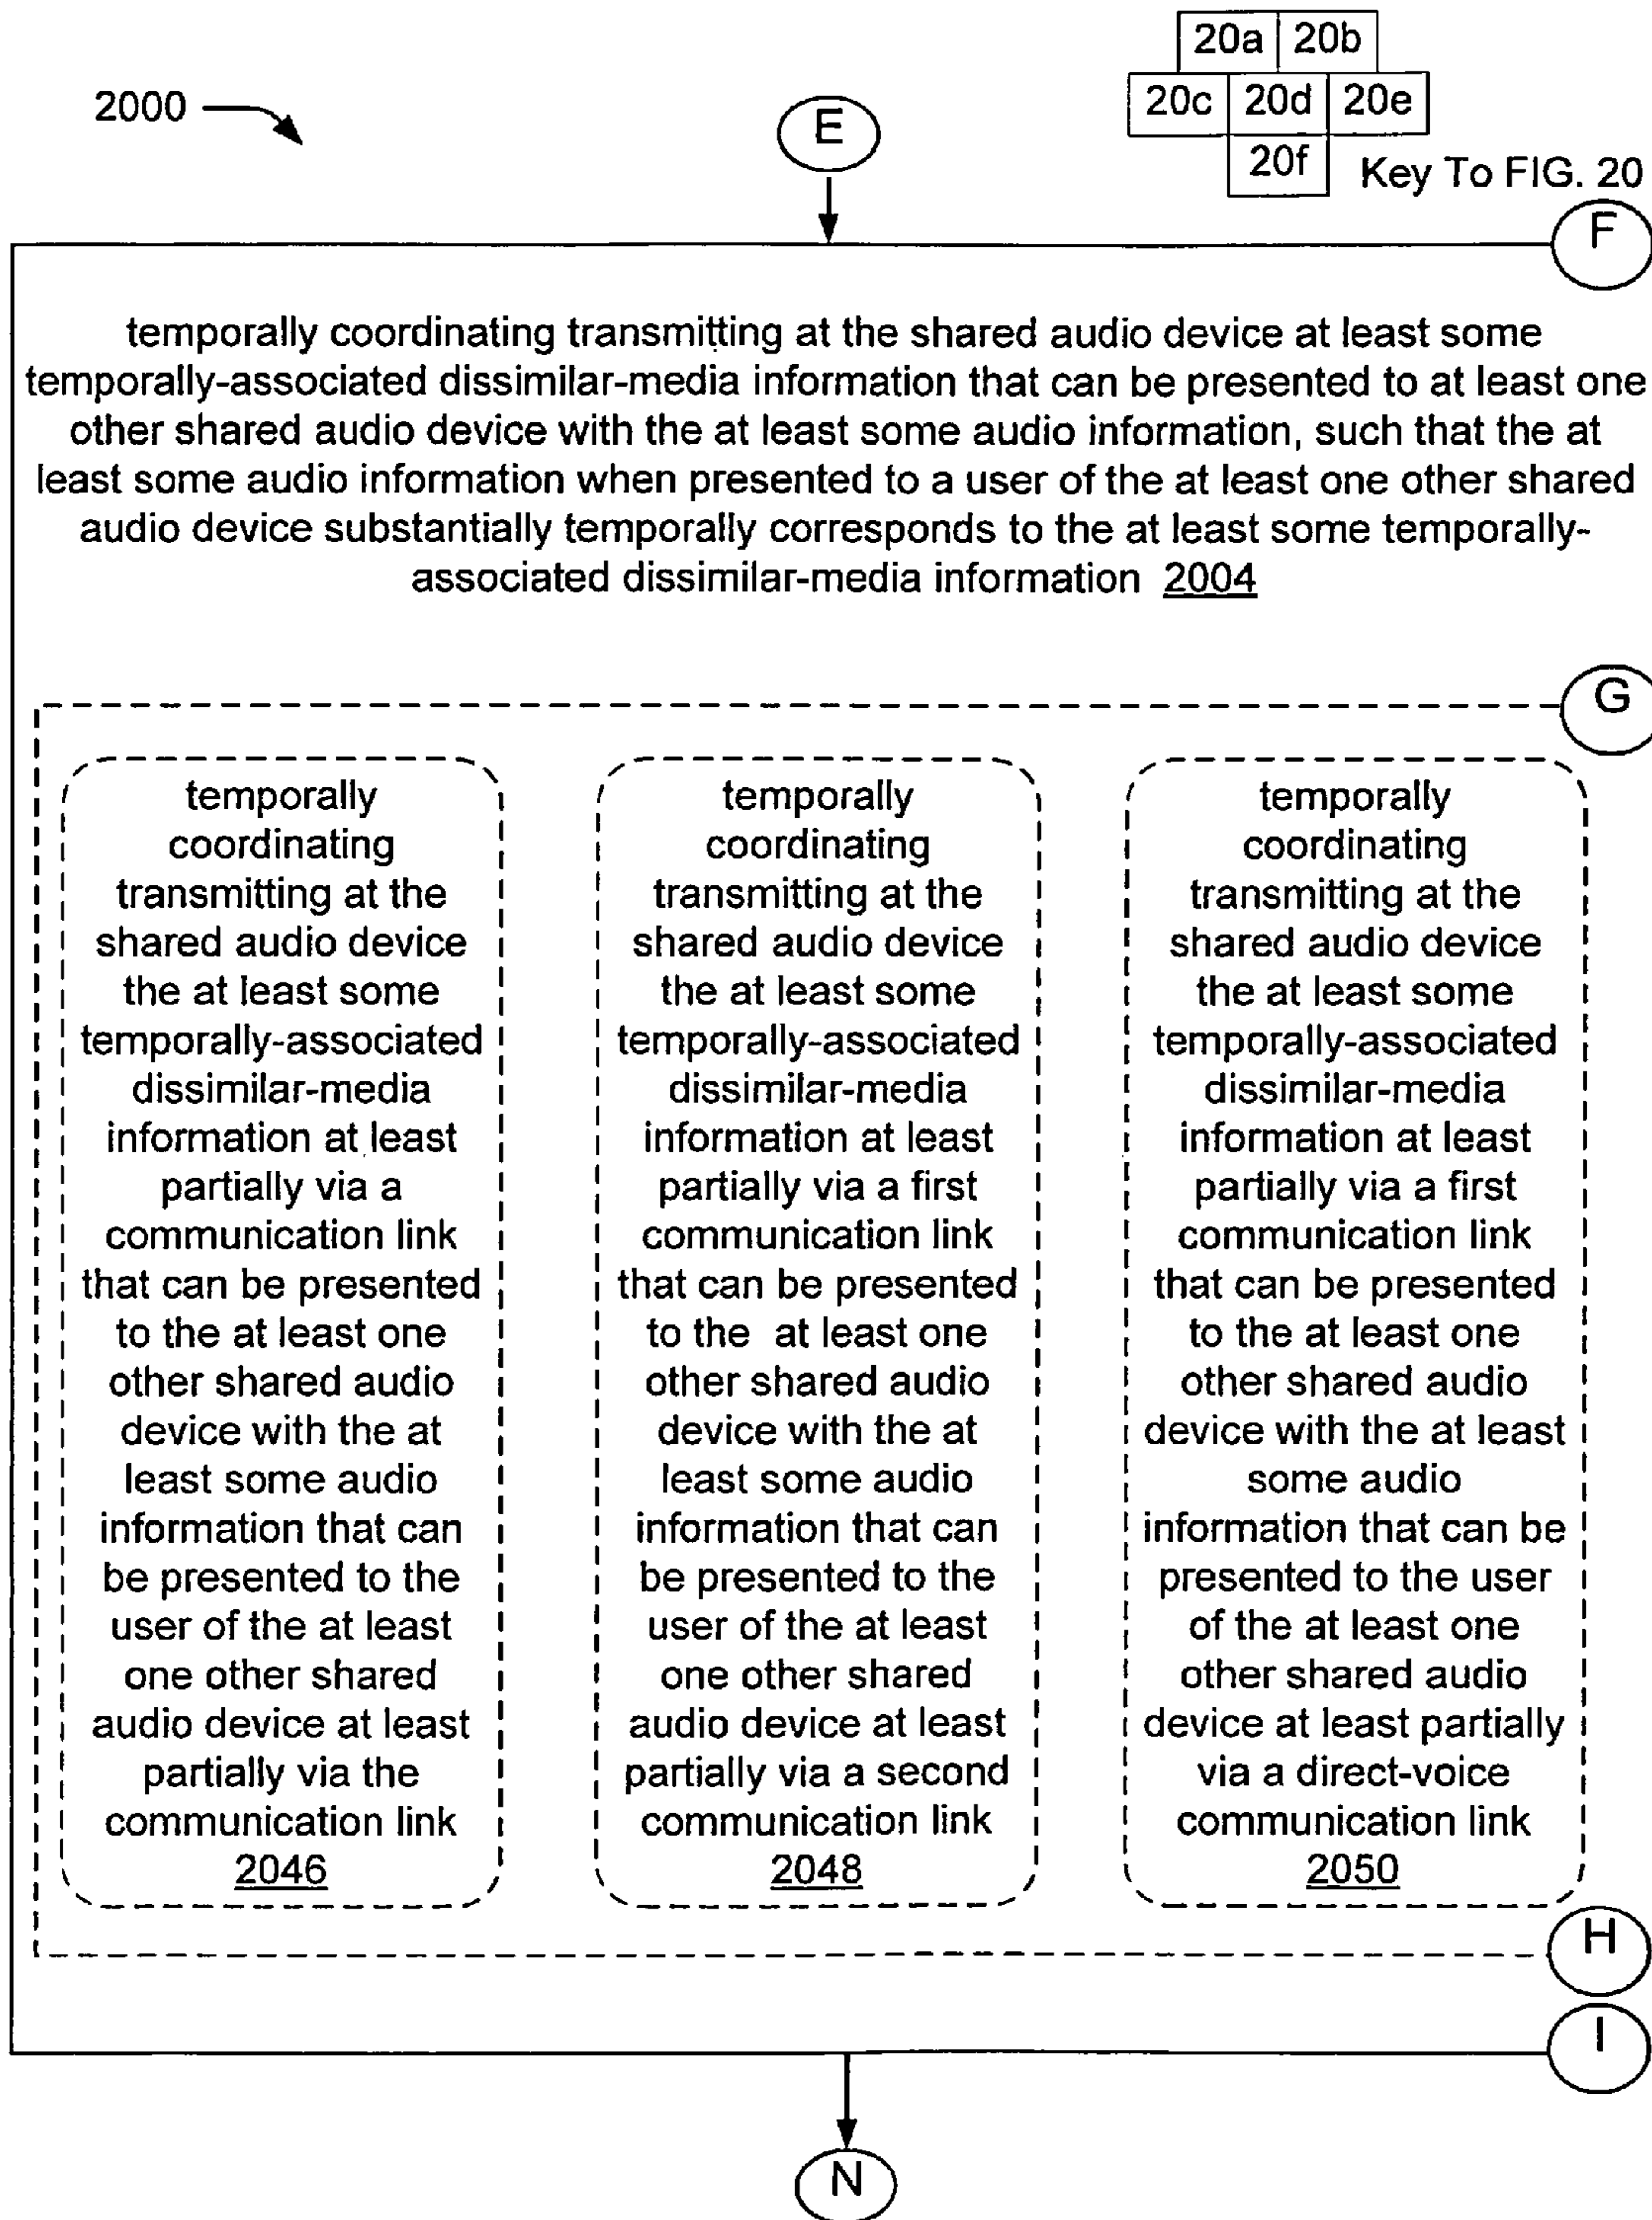 20a 20b
2000
E
20c 20d 20e
20f
Key To FIG. 20
F
temporally coordinating transmitting at the shared audio device at least some
temporally-associated dissimilar-media information that can be presented to at least one
other shared audio device with the at least some audio information, such that the at
least some audio information when presented to a user of the at least one other shared
audio device substantially temporally corresponds to the at least some temporally-
associated dissimilar-media information 2004
G
temporally
coordinating
transmitting at the
shared audio device
the at least some
temporally-associated
dissimilar-media
information at least
partially via a
communication link
that can be presented
to the at least one
other shared audio
device with the at
least some audio
information that can
be presented to the
user of the at least
one other shared
audio device at least
partially via the
communication link
2046
temporally
coordinating
transmitting at the
shared audio device
the at least some
temporally-associated
dissimilar-media
information at least
partially via a first
communication link
that can be presented
to the at least one
other shared audio
device with the at
least some audio
information that can
be presented to the
user of the at least
one other shared
audio device at least
partially via a second
communication link
2048
temporally
coordinating
transmitting at the
shared audio device
the at least some
temporally-associated
dissimilar-media
information at least
partially via a first
communication link
that can be presented
to the at least one
other shared audio
device with the at least
some audio
information that can be
presented to the user
of the at least one
other shared audio
device at least partially
via a direct-voice
communication link
2050
H
I
N